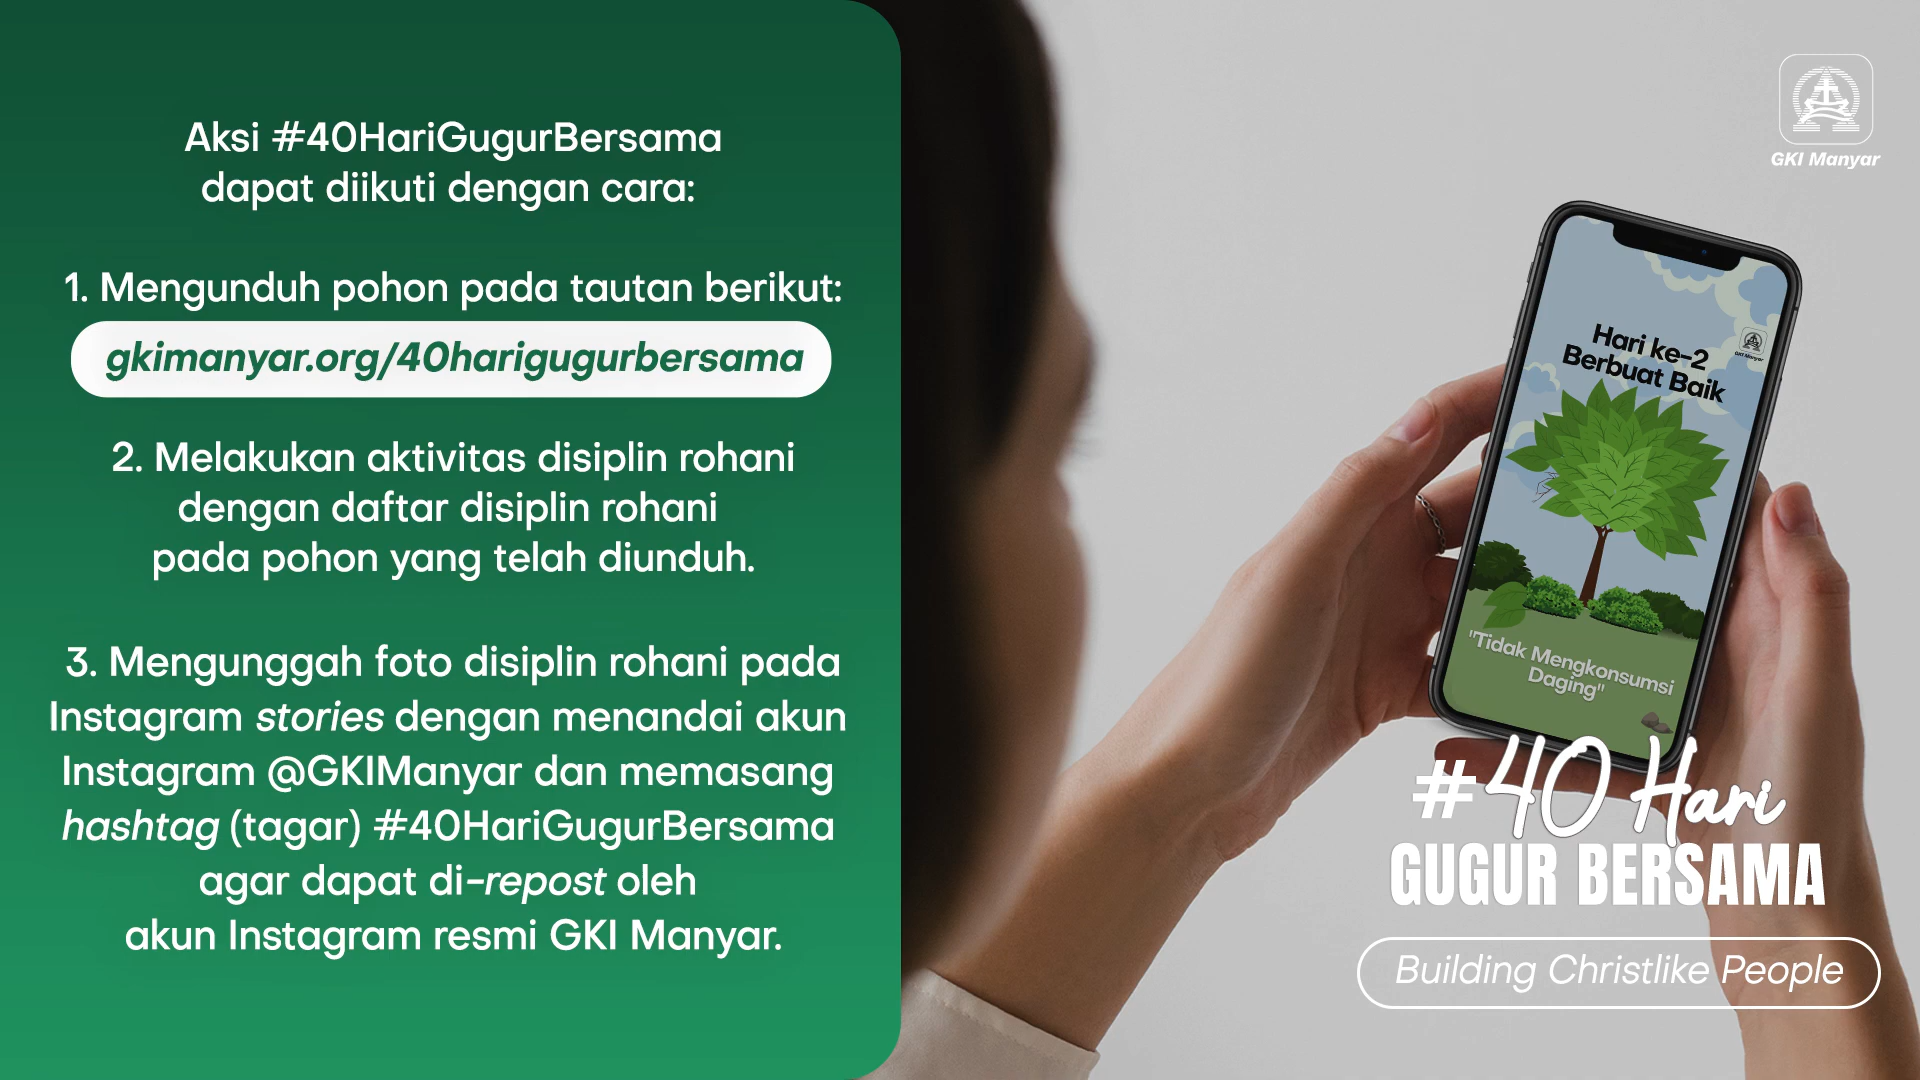 Aksi #40HariGugurBersama
dapat diikuti dengan cara:
1. Mengunduh pohon pada tautan berikut:
gkimanyar.org/40harigugurbersama
2. Melakukan aktivitas disiplin rohani
dengan daftar disiplin rohani
pada pohon yang telah diunduh.
3. Mengunggah foto disiplin rohani pada
Instagram stories dengan menandai akun
Instagram @GKIManyar dan memasang
hashtag (tagar) #40HariGugurBersama
agar dapat di-repost oleh
akun Instagram resmi GKI Manyar.
GKI Manyar
Hari ke-2
Berbuat Baik
GKI Manyar
"Tidak Mengkonsumsi
Daging"
#40 Hari
GUGUR BERSAMA
Building Christlike People